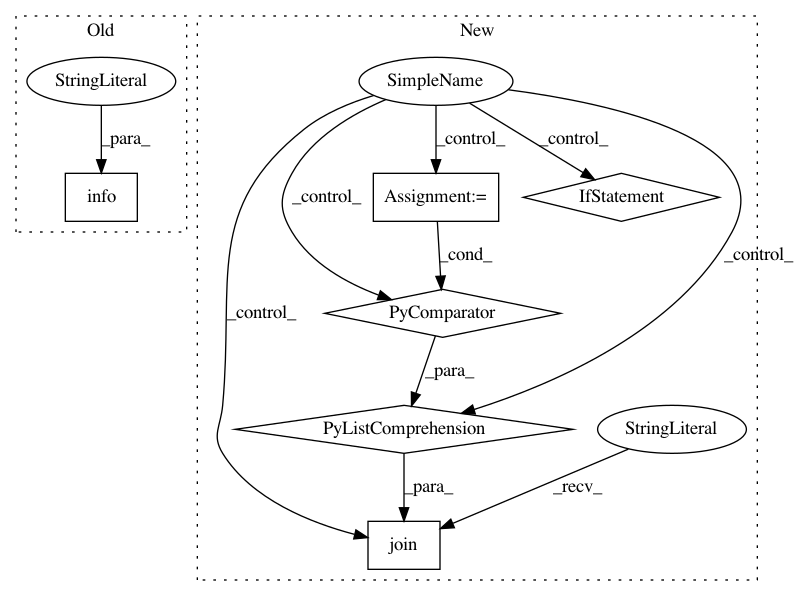 Old
New
StringLiteral
SimpleName
_para_
_control_
_control_
info
_control_
Assignment:=
IfStatement
_cond_
_control_
_control_
PyComparator
_para_
PyListComprehension
StringLiteral
_para_
_recv_
join